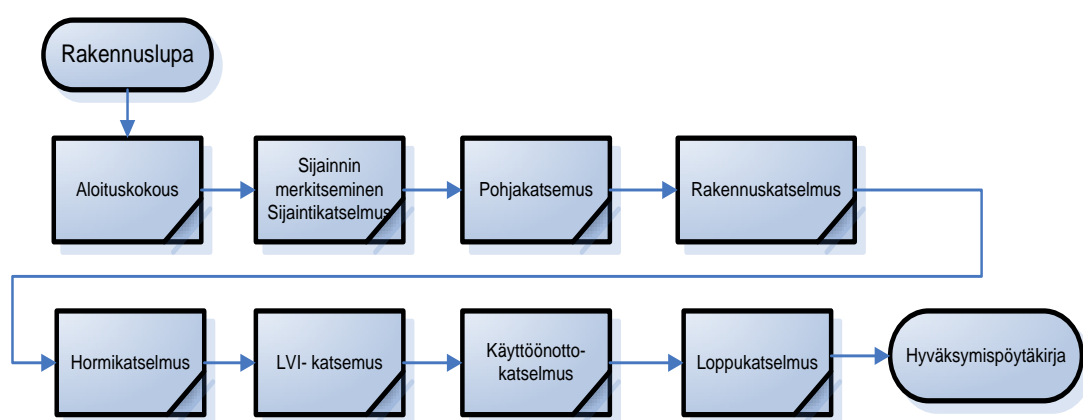 Rakennuslupa
Aloituskokous
Sijainnin
merkitseminen
Sijaintikatselmus
Pohjakatsemus
Rakennuskatselmus
Hormikatselmus
LVI- katsemus
Käyttöönotto-
katselmus
Loppukatselmus
Hyväksymispöytäkirja